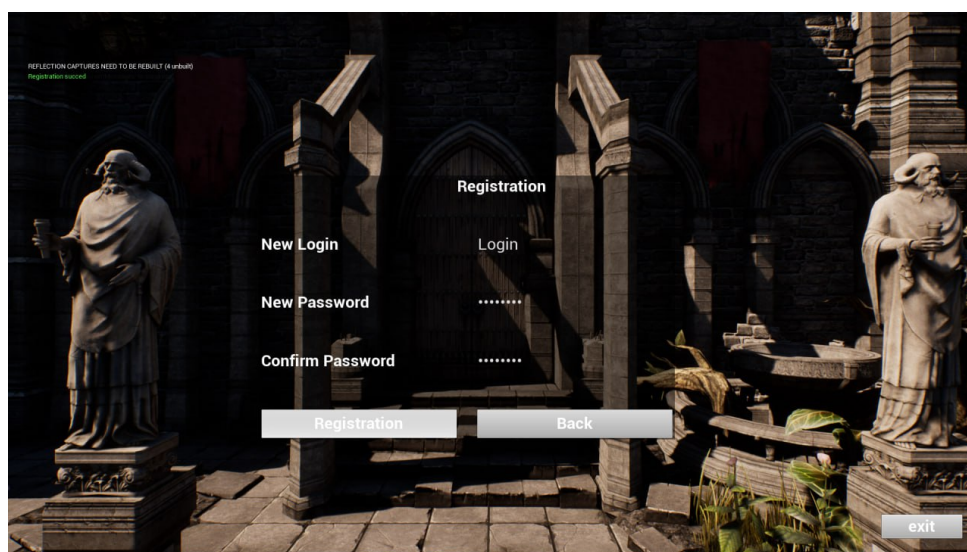 REFLECTION CAPTURES NEED TO BE REBUILT (4 unbuilt)
Registration succed
Registration
New Login Login
New Password ••••••••
Confirm Password ••••••••
Registration Back
exit